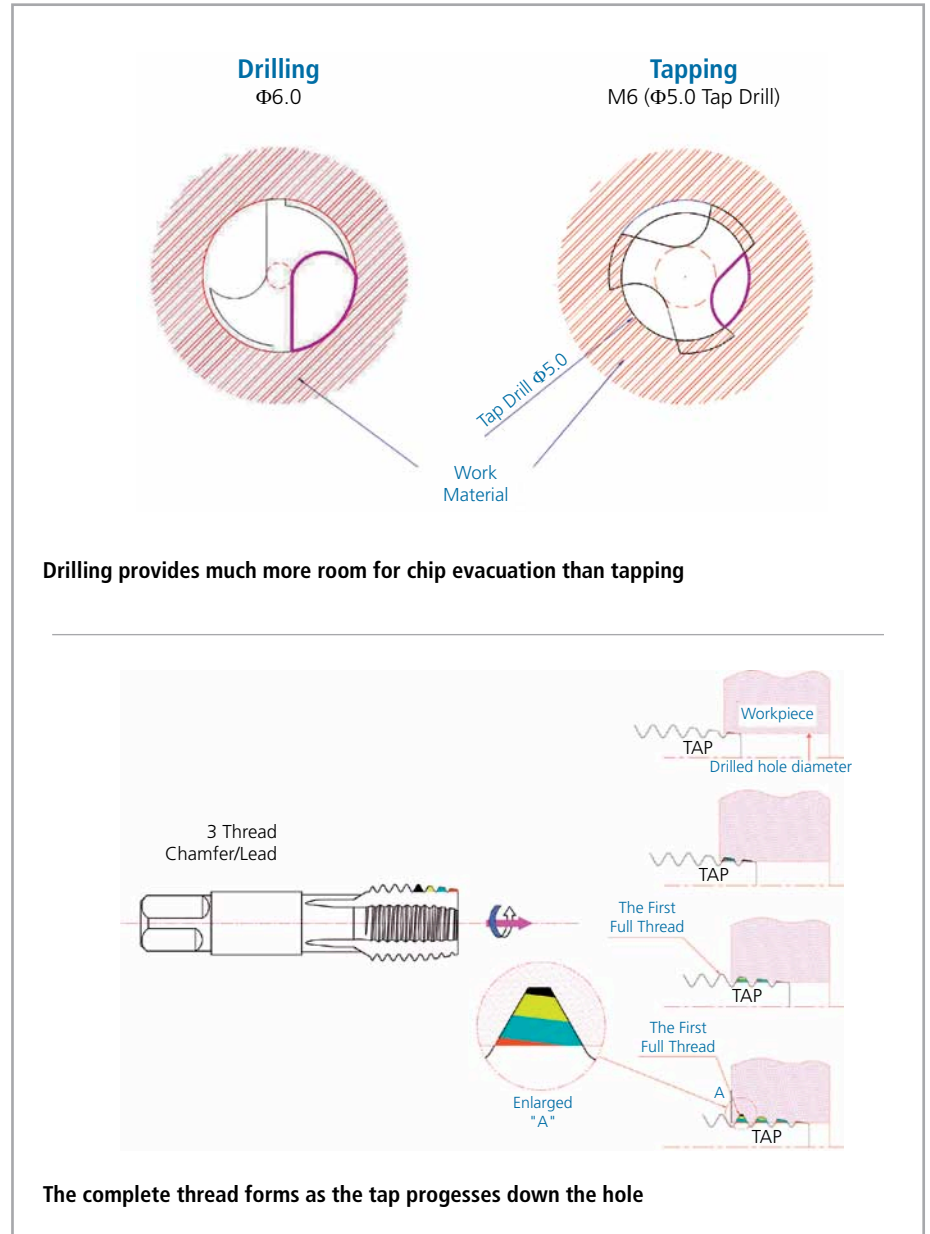 Drilling
Φ6.0
Tapping
M6 (Φ5.0 Tap Drill)
Tap Drill Φ5.0
Work
Material
Drilling provides much more room for chip evacuation than tapping
Workpiece
TAP
Drilled hole diameter
3 Thread
Chamfer/Lead
TAP
The First
Full Thread
TAP
The First
Full Thread
A
Enlarged
"A"
TAP
The complete thread forms as the tap progesses down the hole